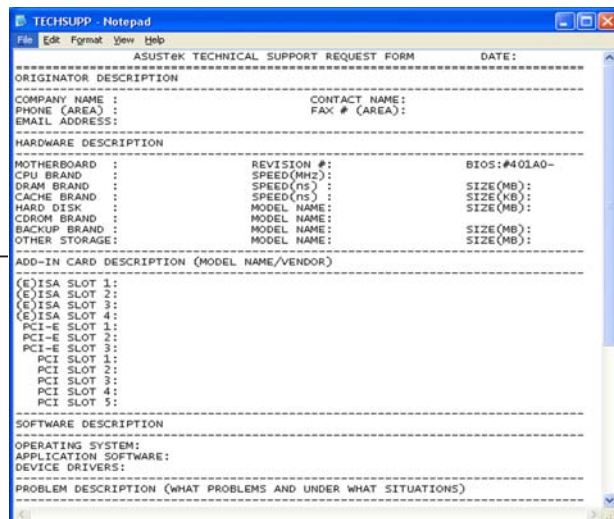 TECHSUPP - Notepad
File Edit Format View Help
ASUSTeK TECHNICAL SUPPORT REQUEST FORM DATE:
ORIGINATOR DESCRIPTION
COMPANY NAME : CONTACT NAME:
PHONE (AREA) : FAX # (AREA):
EMAIL ADDRESS:
HARDWARE DESCRIPTION
MOTHERBOARD : REVISION #: BIOS:#401A0-
CPU BRAND : SPEED(MHz):
DRAM BRAND : SPEED(ns) : SIZE(MB):
CACHE BRAND : SPEED(ns) : SIZE(KB):
HARD DISK : MODEL NAME: SIZE(MB):
CDROM BRAND : MODEL NAME:
BACKUP BRAND : MODEL NAME: SIZE(MB):
OTHER STORAGE: MODEL NAME: SIZE(MB):
ADD-IN CARD DESCRIPTION (MODEL NAME/VENDOR)
(E)ISA SLOT 1:
(E)ISA SLOT 2:
(E)ISA SLOT 3:
(E)ISA SLOT 4:
PCI-E SLOT 1:
PCI-E SLOT 2:
PCI-E SLOT 3:
PCI SLOT 1:
PCI SLOT 2:
PCI SLOT 3:
PCI SLOT 4:
PCI SLOT 5:
SOFTWARE DESCRIPTION
OPERATING SYSTEM:
APPLICATION SOFTWARE:
DEVICE DRIVERS:
PROBLEM DESCRIPTION (WHAT PROBLEMS AND UNDER WHAT SITUATIONS)